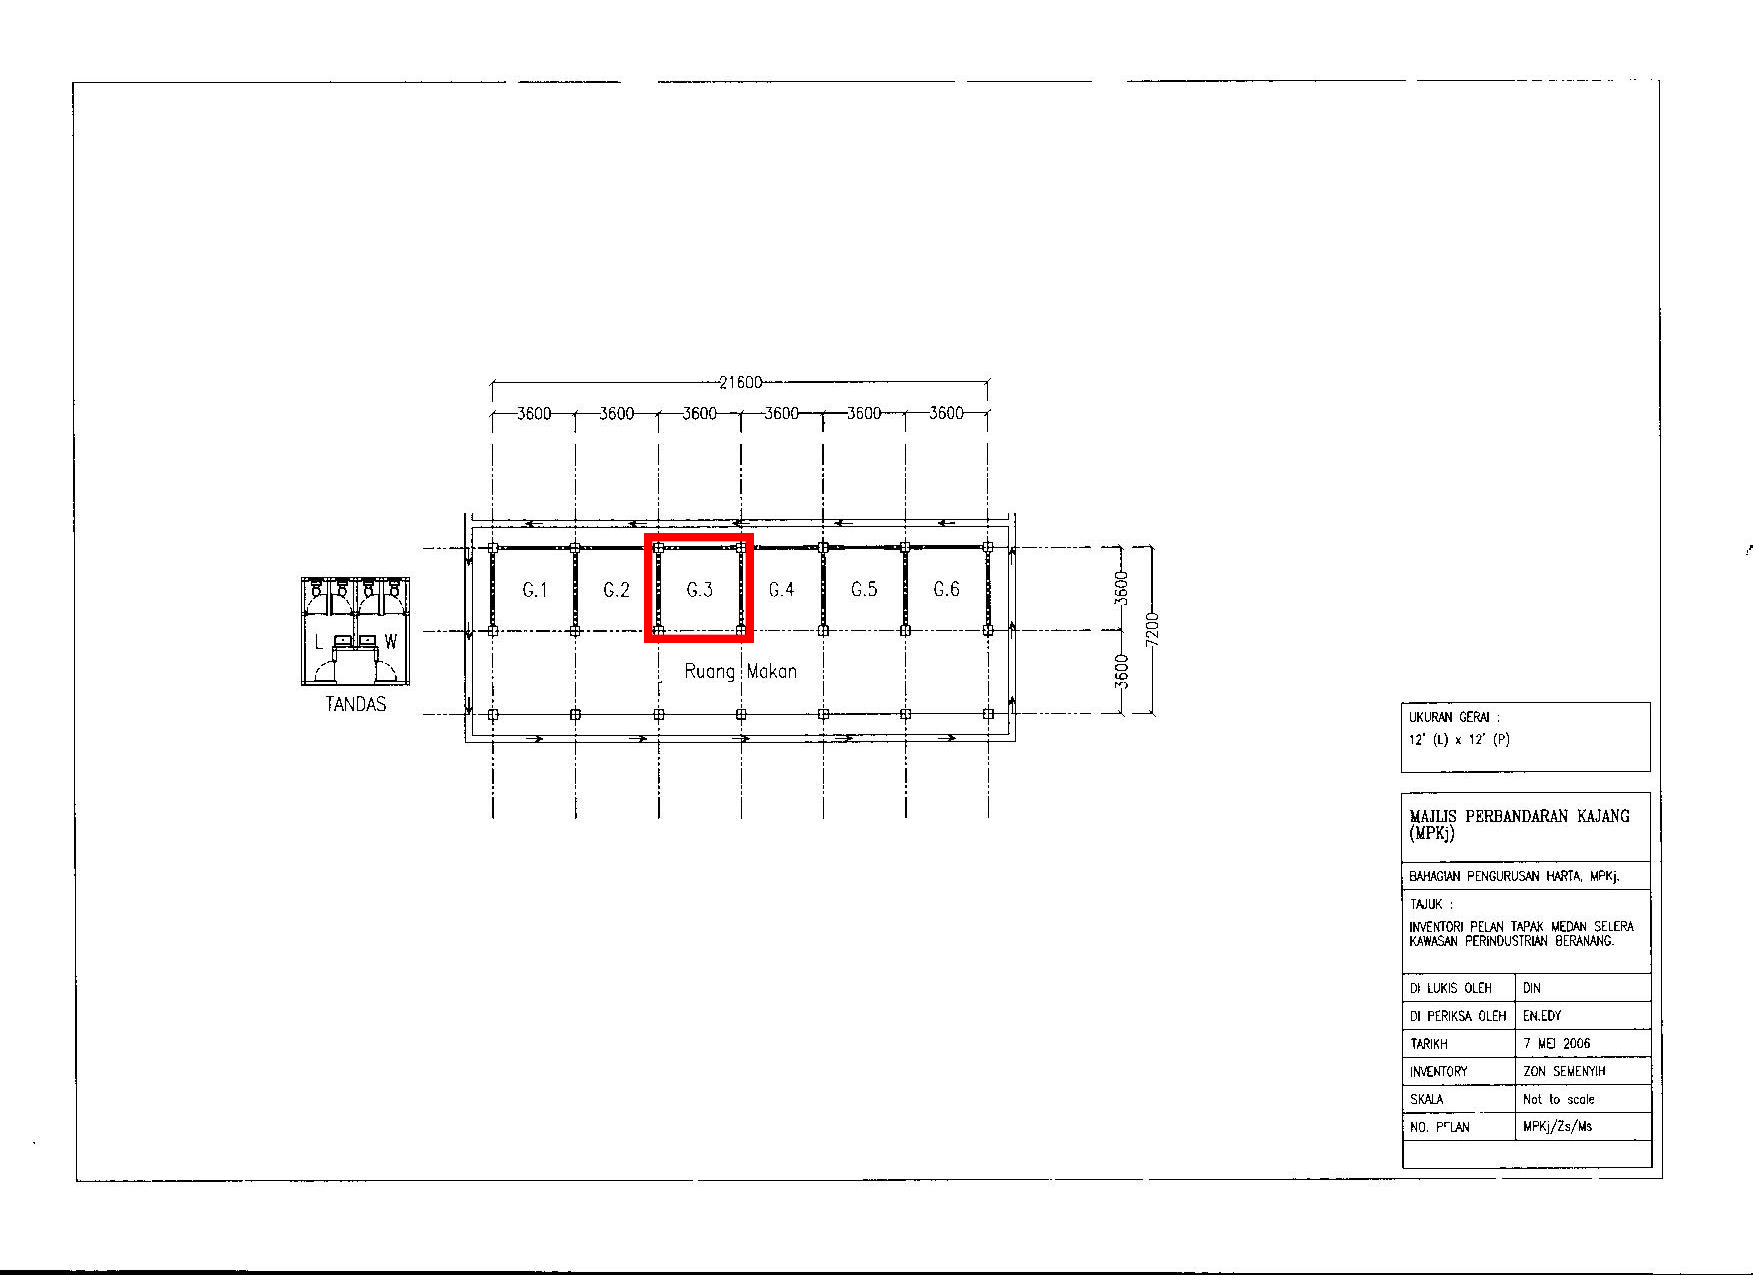 21600
3600 3600 3600 3600 3600 3600
G.1 G.2 G.3 G.4 G.5 G.6
3600
7200
3600
L W
Ruang Makan
TANDAS
UKURAN GERAI :
12' (L) x 12' (P)
MAJLIS PERBANDARAN KAJANG
(MPKj)
BAHAGIAN PENGURUSAN HARTA, MPKj.
TAJUK :
INVENTORI PELAN TAPAK MEDAN SELERA
KAWASAN PERINDUSTRIAN BERANANG.
DI LUKIS OLEH DIN
DI PERIKSA OLEH EN.EDY
TARIKH 7 MEI 2006
INVENTORY ZON SEMENYIH
SKALA Not to scale
NO. PELAN MPKj/Zs/Ms